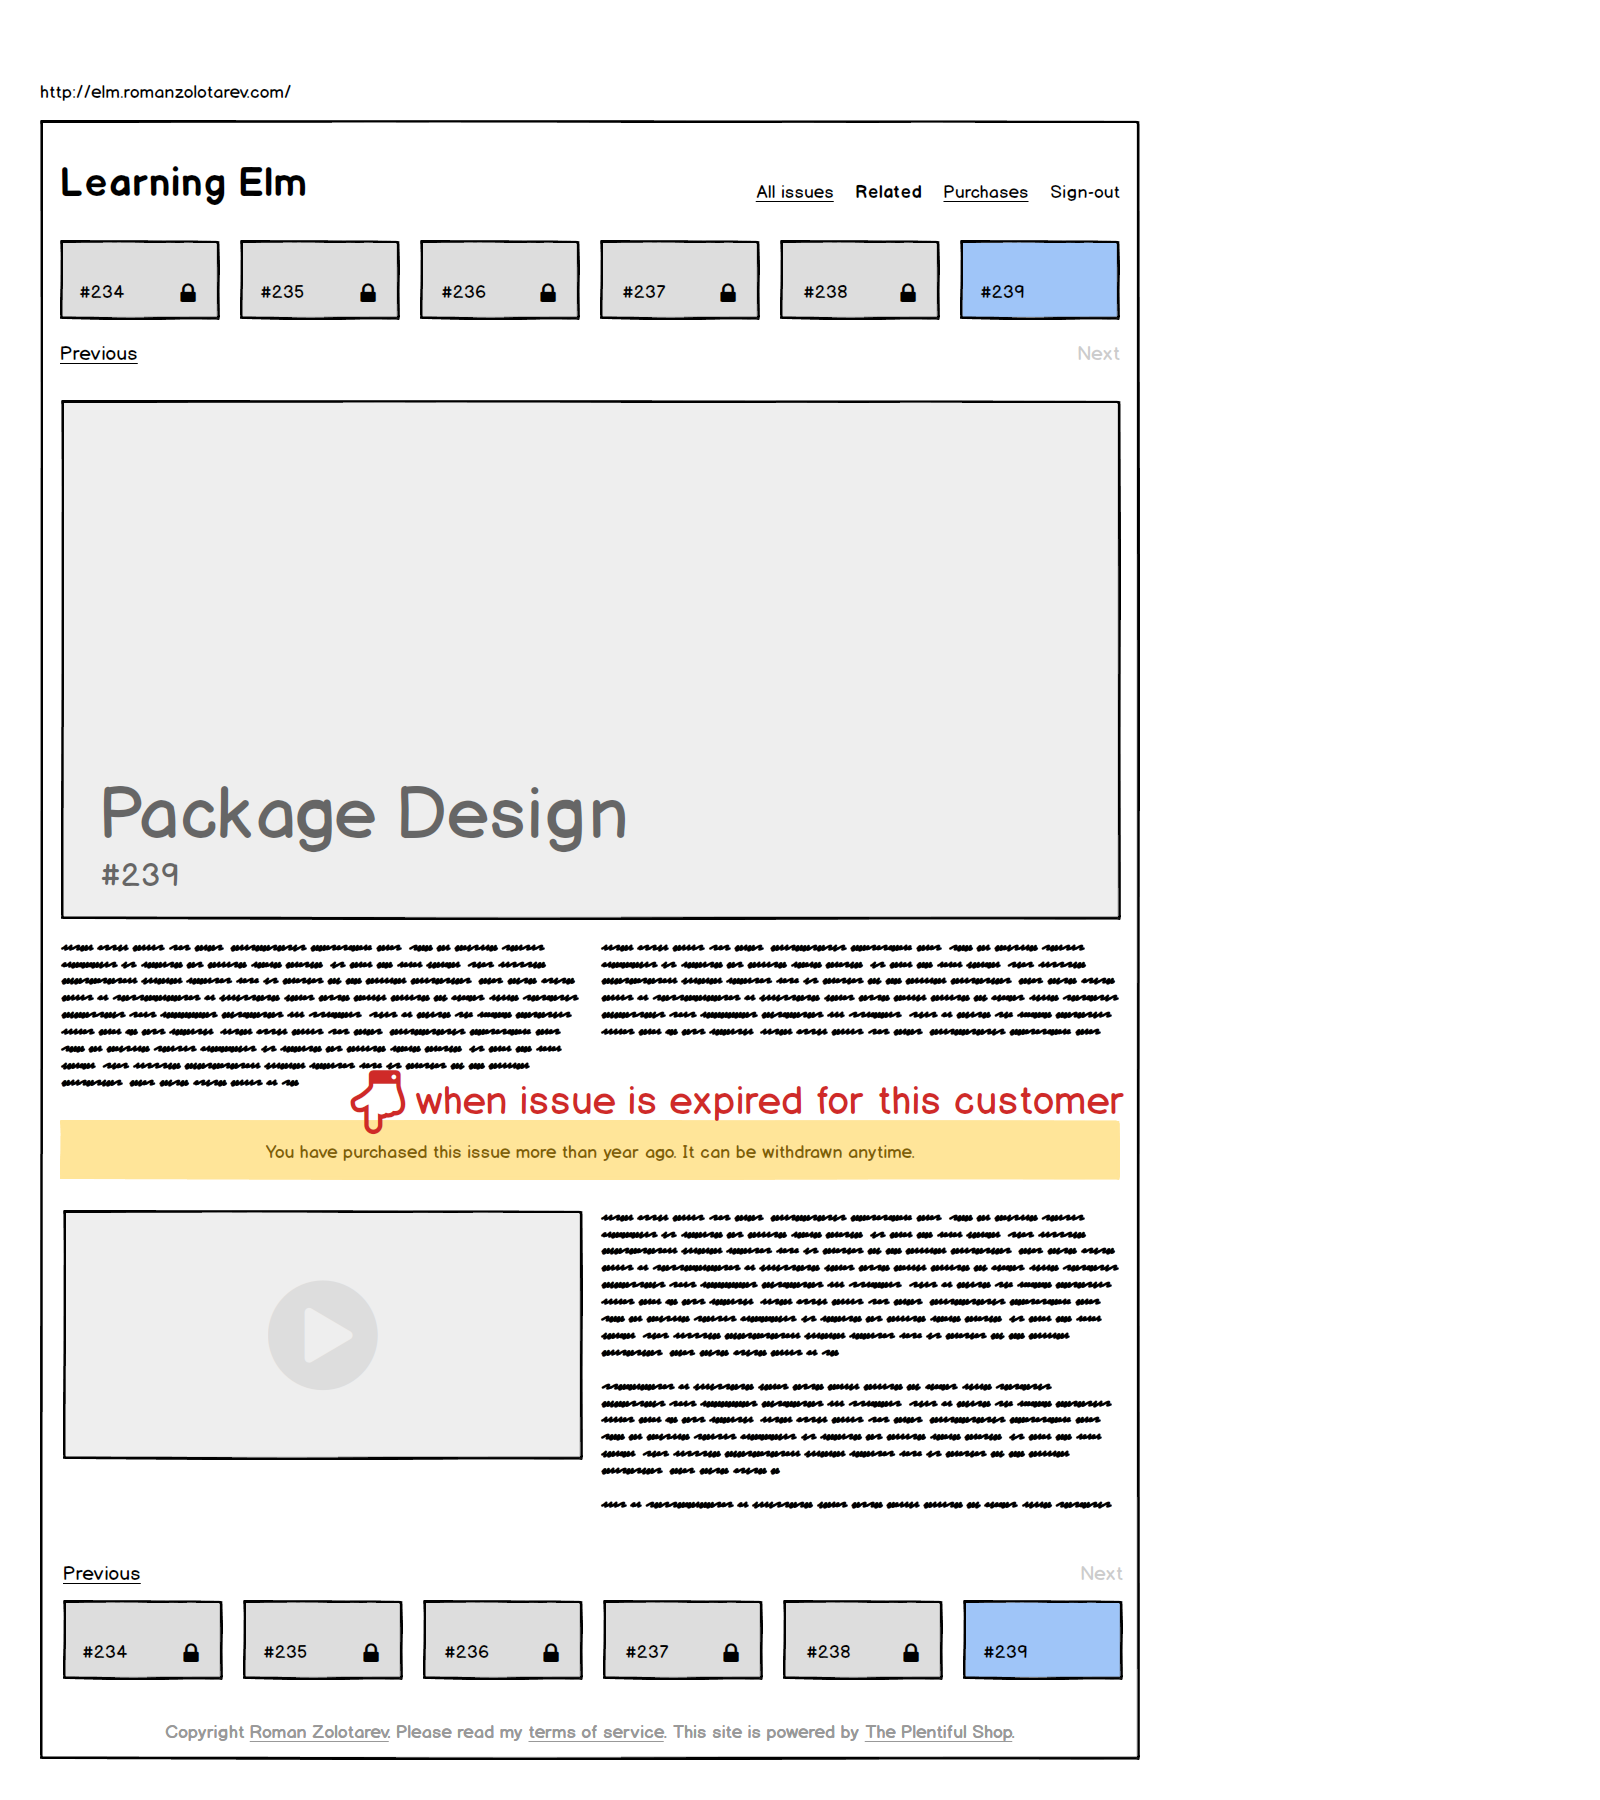 http://elm.romanzolotarev.com/
Learning Elm
All issues Related Purchases Sign-out
#234 #235 #236 #237 #238 #239
Previous Next
Package Design
#239
when issue is expired for this customer
You have purchased this issue more than year ago. It can be withdrawn anytime.
Previous Next
#234 #235 #236 #237 #238 #239
Copyright Roman Zolotarev. Please read my terms of service. This site is powered by The Plentiful Shop.